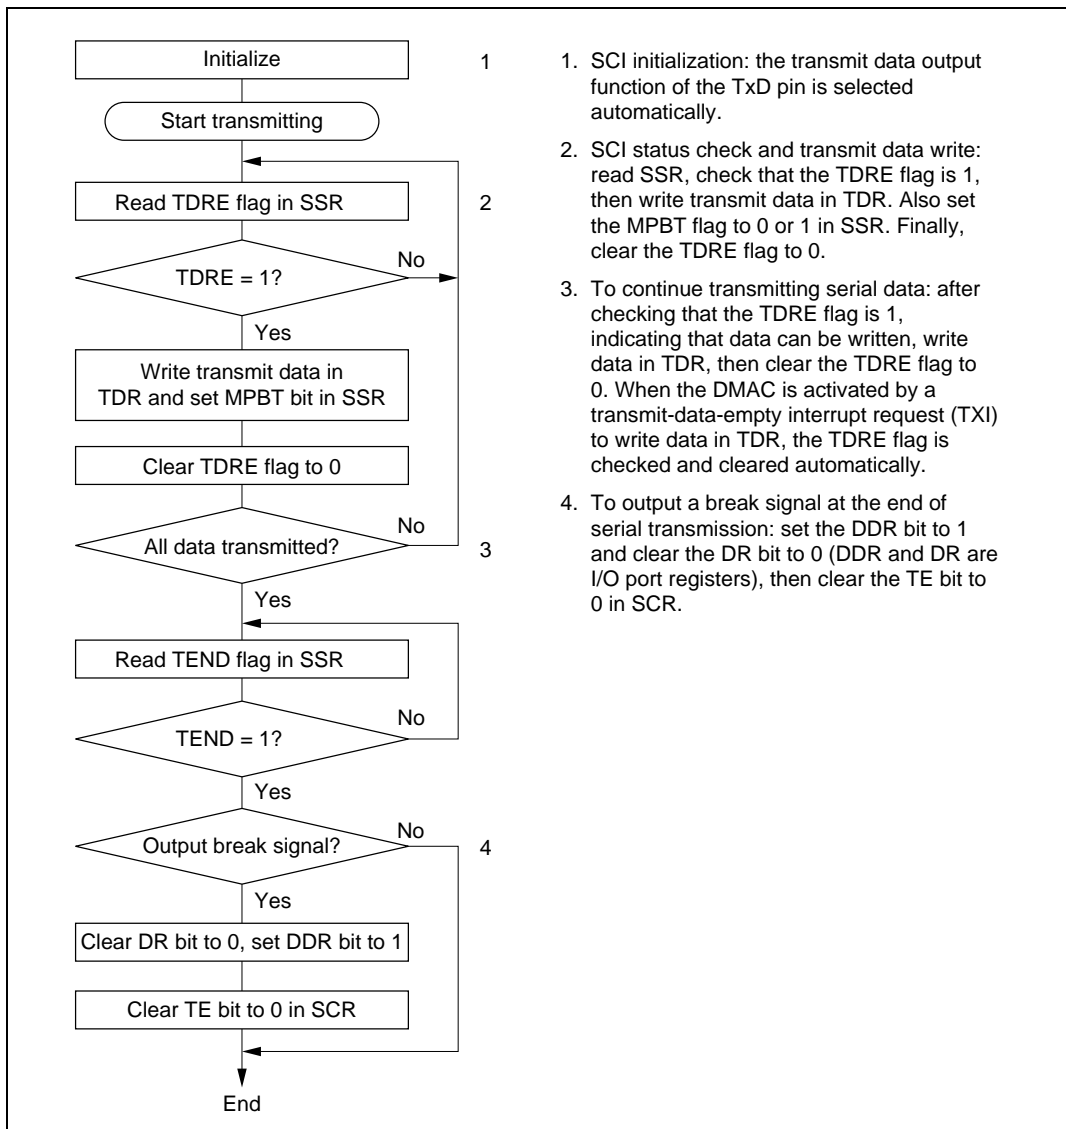 Initialize
1
Start transmitting
Read TDRE flag in SSR
2
TDRE = 1?
No
Yes
Write transmit data in
TDR and set MPBT bit in SSR
Clear TDRE flag to 0
All data transmitted?
No
3
Yes
Read TEND flag in SSR
TEND = 1?
No
Yes
Output break signal?
No
4
Yes
Clear DR bit to 0, set DDR bit to 1
Clear TE bit to 0 in SCR
End
1. SCI initialization: the transmit data output
function of the TxD pin is selected
automatically.
2. SCI status check and transmit data write:
read SSR, check that the TDRE flag is 1,
then write transmit data in TDR. Also set
the MPBT flag to 0 or 1 in SSR. Finally,
clear the TDRE flag to 0.
3. To continue transmitting serial data: after
checking that the TDRE flag is 1,
indicating that data can be written, write
data in TDR, then clear the TDRE flag to
0. When the DMAC is activated by a
transmit-data-empty interrupt request (TXI)
to write data in TDR, the TDRE flag is
checked and cleared automatically.
4. To output a break signal at the end of
serial transmission: set the DDR bit to 1
and clear the DR bit to 0 (DDR and DR are
I/O port registers), then clear the TE bit to
0 in SCR.